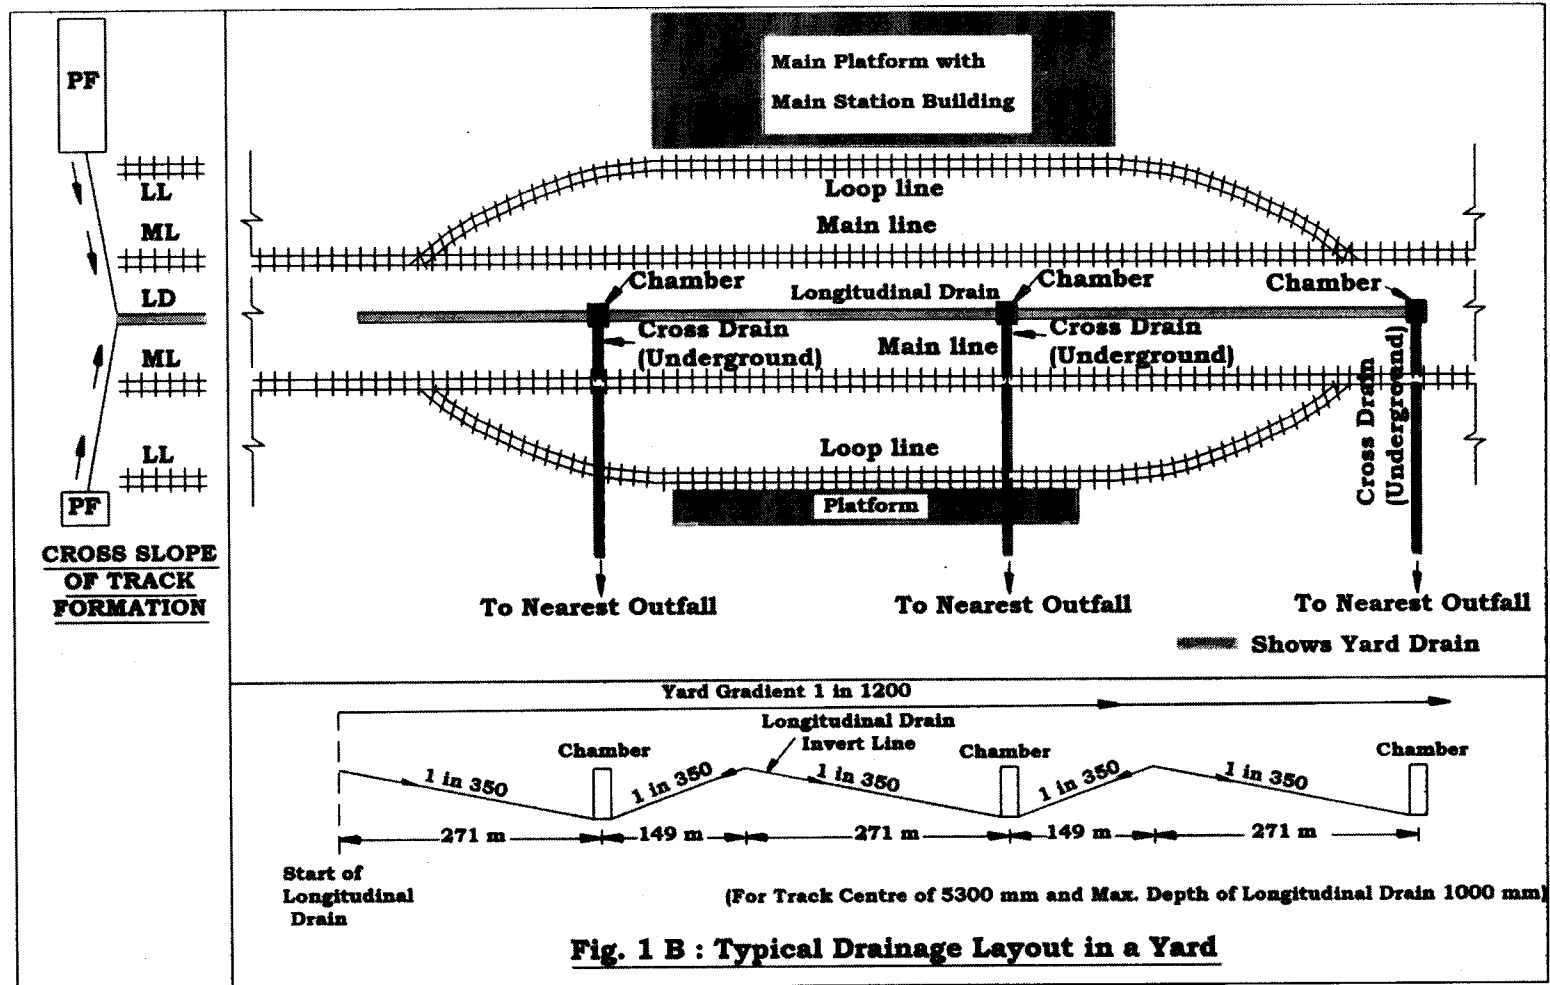 PF
LL
ML
LD
ML
LL
PF
CROSS SLOPE
OF TRACK
FORMATION
Main Platform with
Main Station Building
Loop line
Main line
Chamber
Longitudinal Drain
Chamber
Chamber
Cross Drain
(Underground)
Main line
Cross Drain
(Underground)
Cross Drain
(Underground)
Loop line
Platform
To Nearest Outfall
To Nearest Outfall
To Nearest Outfall
Shows Yard Drain
Yard Gradient 1 in 1200
Longitudinal Drain
Invert Line
Chamber
Chamber
Chamber
1 in 350
1 in 350
1 in 350
1 in 350
1 in 350
271 m
149 m
271 m
149 m
271 m
Start of
Longitudinal
Drain
(For Track Centre of 5300 mm and Max. Depth of Longitudinal Drain 1000 mm)
Fig. 1 B : Typical Drainage Layout in a Yard